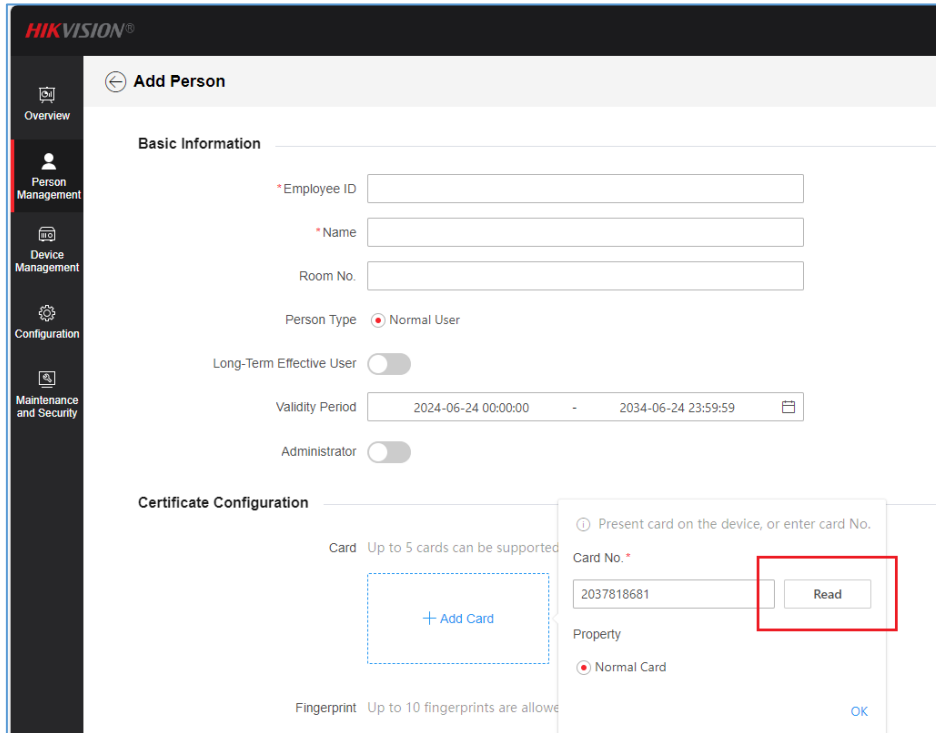 HIKVISION®
Add Person
Overview
Person
Management
Device
Management
Configuration
Maintenance
and Security
Basic Information
*Employee ID
*Name
Room No.
Person Type Normal User
Long-Term Effective User
Validity Period 2024-06-24 00:00:00 - 2034-06-24 23:59:59
Administrator
Certificate Configuration
Card Up to 5 cards can be supported
+ Add Card
Present card on the device, or enter card No.
Card No.*
2037818681 Read
Property
Normal Card
OK
Fingerprint Up to 10 fingerprints are allowe